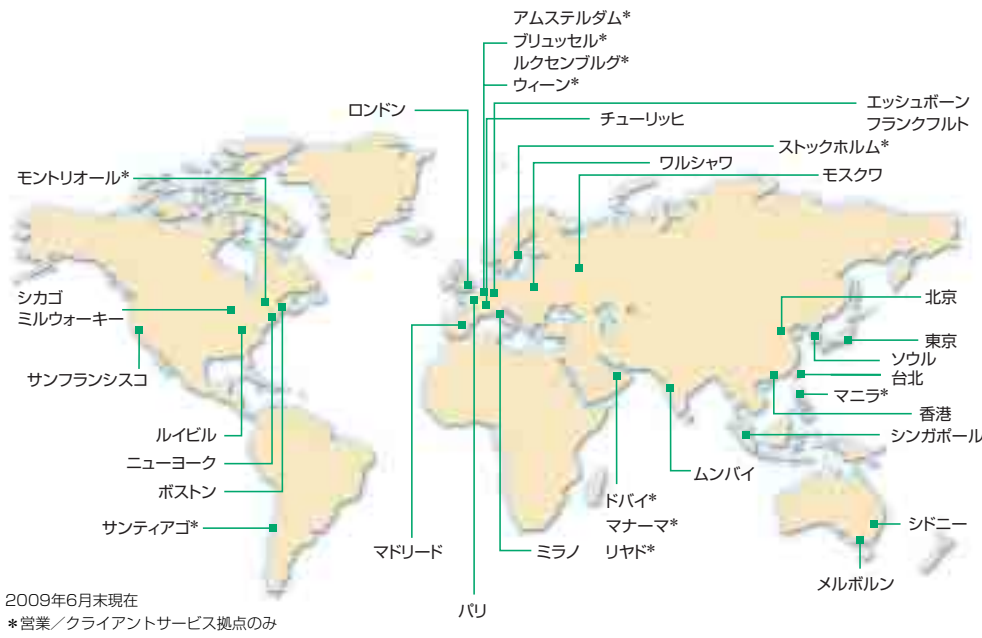 アムステルダム*
ブリュッセル*
ルクセンブルグ*
ウィーン*
ロンドン
チューリッヒ
エッシュボーン
フランクフルト
ストックホルム*
ワルシャワ
モスクワ
モントリオール*
シカゴ
ミルウォーキー
サンフランシスコ
ルイビル
ニューヨーク
ボストン
サンティアゴ*
マドリード
パリ
ミラノ
ドバイ*
マナーマ*
リヤド*
ムンバイ
北京
東京
ソウル
台北
マニラ*
香港
シンガポール
シドニー
メルボルン
2009年6月末現在
*営業/クライアントサービス拠点のみ